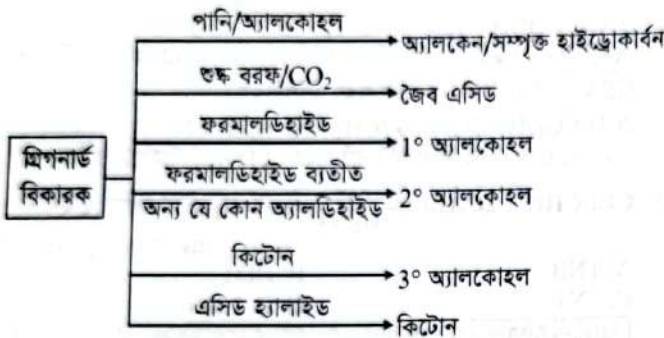 পানি/অ্যালকোহল
অ্যালকেন/সম্পৃক্ত হাইড্রোকার্বন
শুষ্ক বরফ/CO₂
জৈব এসিড
ফরমালডিহাইড
1° অ্যালকোহল
গ্রিগনার্ড
বিকারক
ফরমালডিহাইড ব্যতীত
অন্য যে কোন অ্যালডিহাইড
2° অ্যালকোহল
কিটোন
3° অ্যালকোহল
এসিড হ্যালাইড
কিটোন